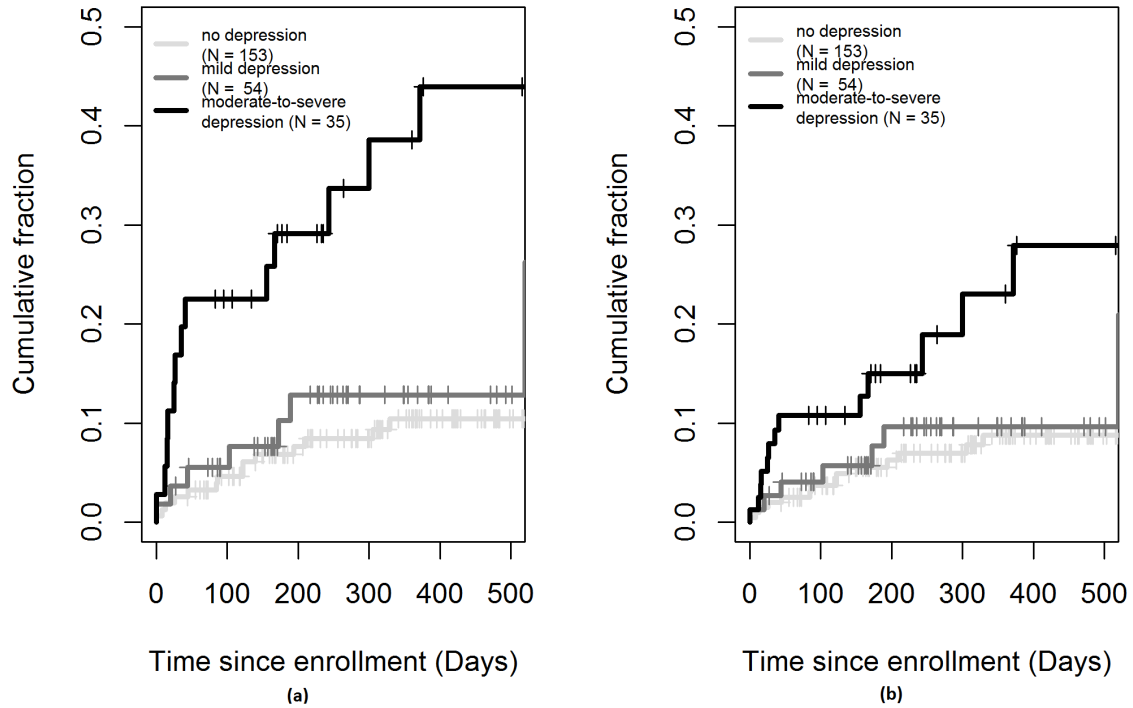 0.5
0.4
0.3
0.2
0.1
0.0
Cumulative fraction
no depression
(N = 153)
mild depression
(N = 54)
moderate-to-severe
depression (N = 35)
0 100 200 300 400 500
Time since enrollment (Days)
(a)
0.5
0.4
0.3
0.2
0.1
0.0
Cumulative fraction
no depression
(N = 153)
mild depression
(N = 54)
moderate-to-severe
depression (N = 35)
0 100 200 300 400 500
Time since enrollment (Days)
(b)